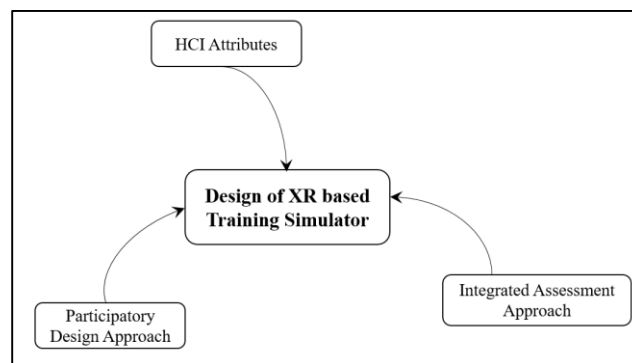 HCI Attributes
Design of XR based
Training Simulator
Participatory
Design Approach
Integrated Assessment
Approach